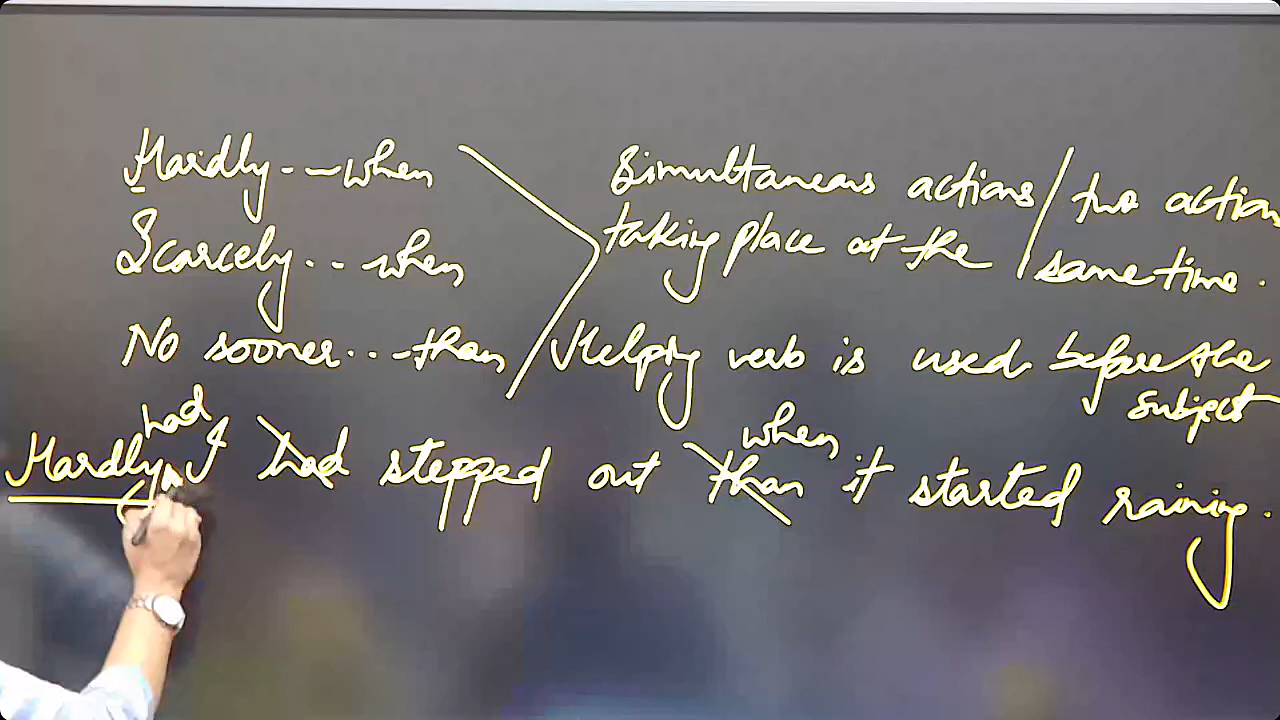 Hardly - - when
Simultaneous actions / two action
Scarcely - - when
taking place at the / same time.
No sooner - - - than
Helping verb is used before the
subject
had
when
Hardly I had stepped out than it started raining.